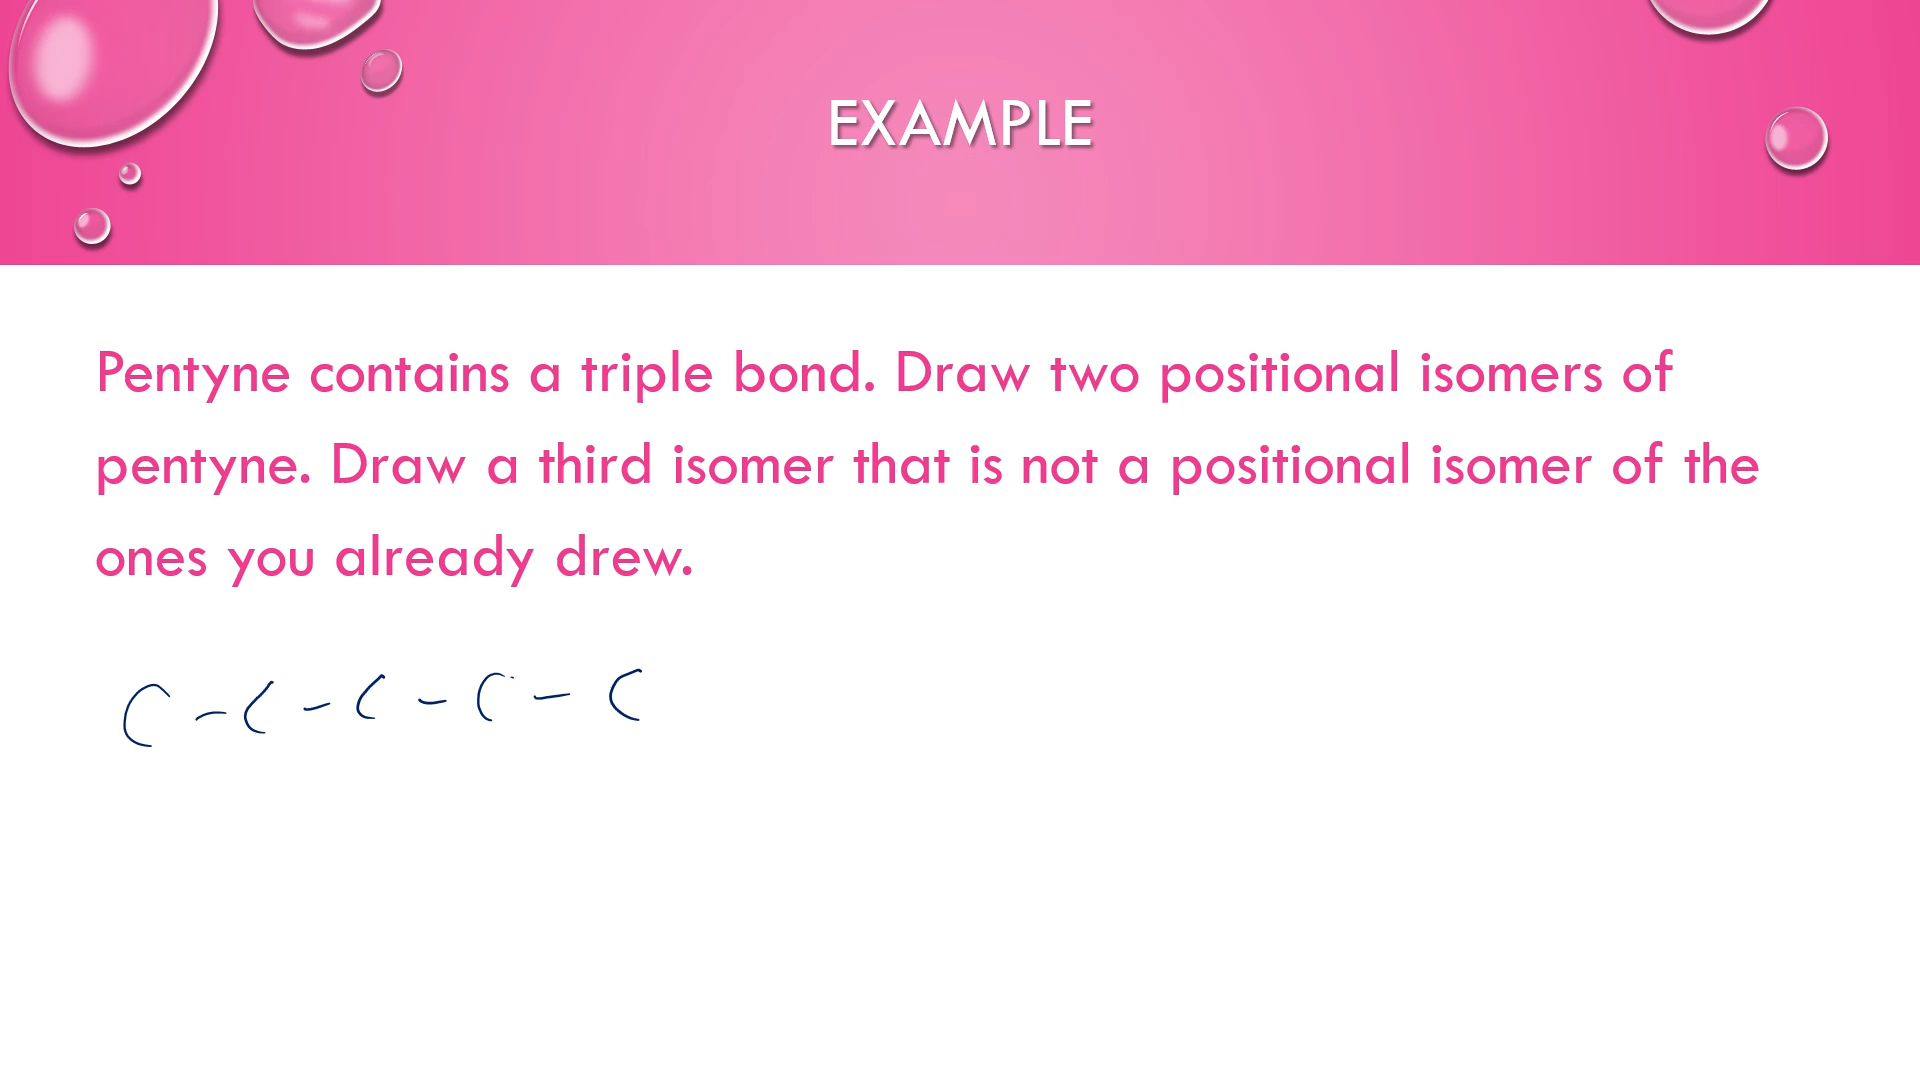 EXAMPLE
Pentyne contains a triple bond. Draw two positional isomers of
pentyne. Draw a third isomer that is not a positional isomer of the
ones you already drew.
C - C - C - C - C